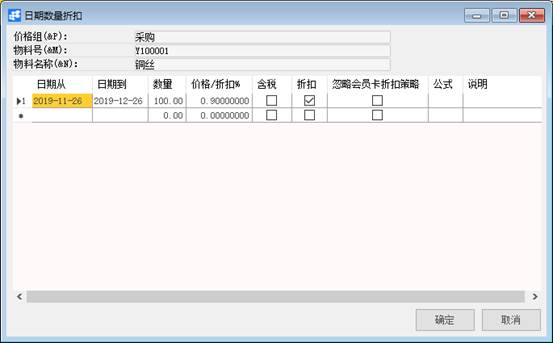 日期数量折扣
价格组(&P): 采购
物料号(&M): Y100001
物料名称(&N): 铜丝
日期从 日期到 数量 价格/折扣% 含税 折扣 忽略会员卡折扣策略 公式 说明
1 2019-11-26 2019-12-26 100.00 0.90000000
* 0.00 0.00000000
确定 取消